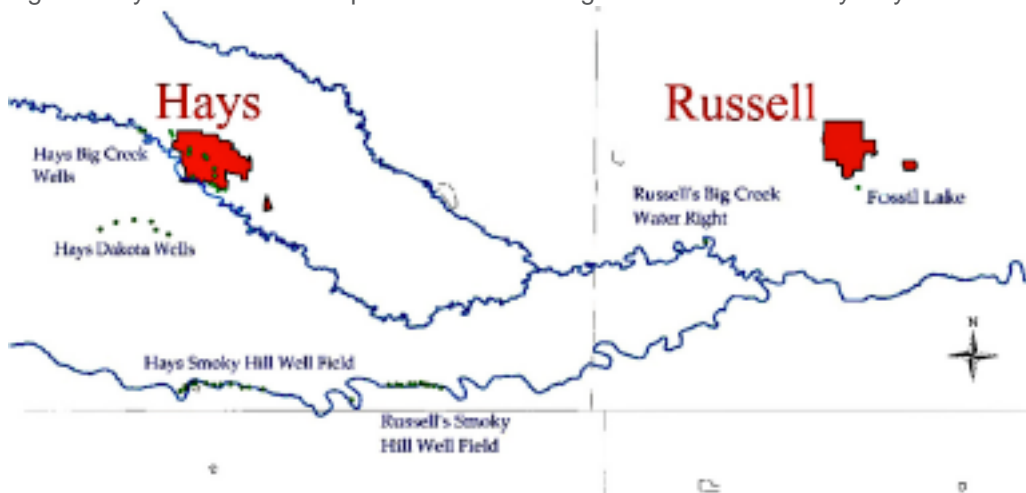 Hays
Russell
Hays Big Creek
Wells
Russell's Big Creek
Water Right
Fossil Lake
Hays Dakota Wells
N
Hays Smoky Hill Well Field
Russell's Smoky
Hill Well Field